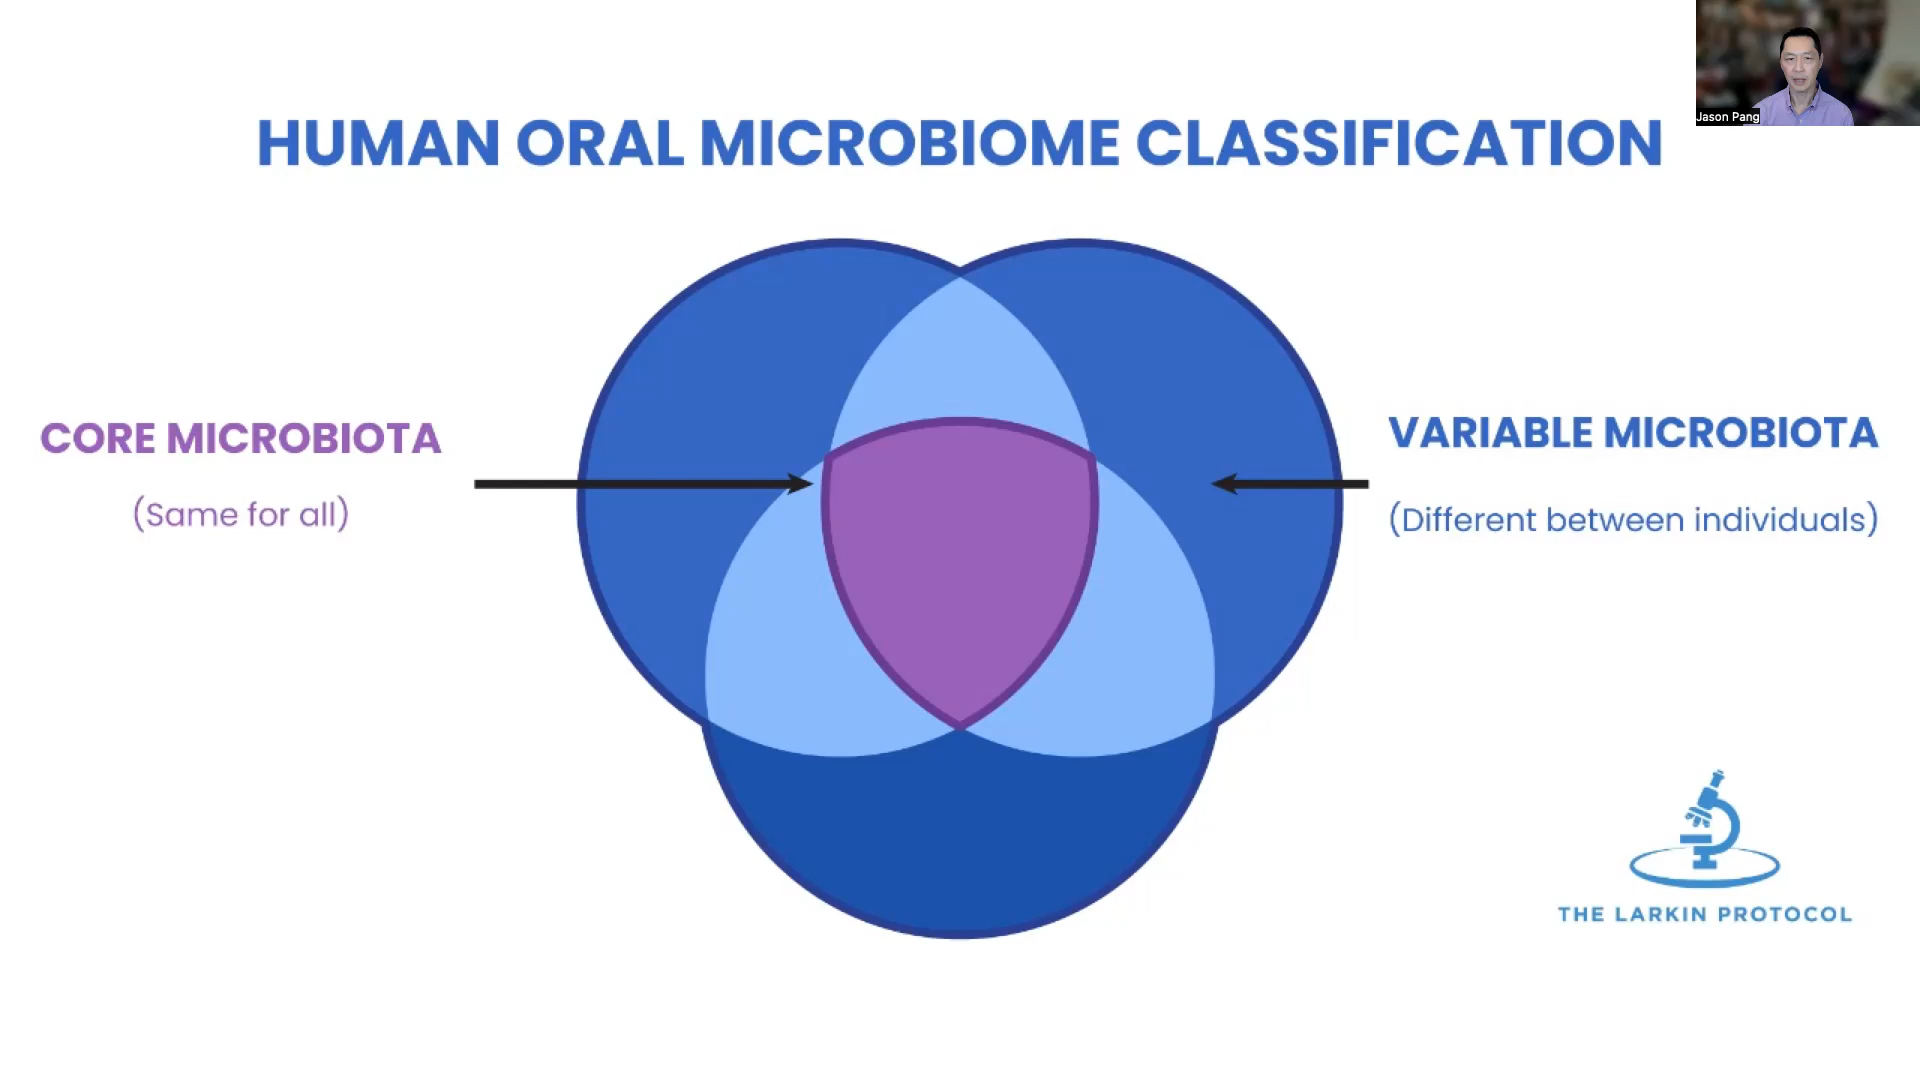 Jason Pang
HUMAN ORAL MICROBIOME CLASSIFICATION
CORE MICROBIOTA
(Same for all)
VARIABLE MICROBIOTA
(Different between individuals)
THE LARKIN PROTOCOL